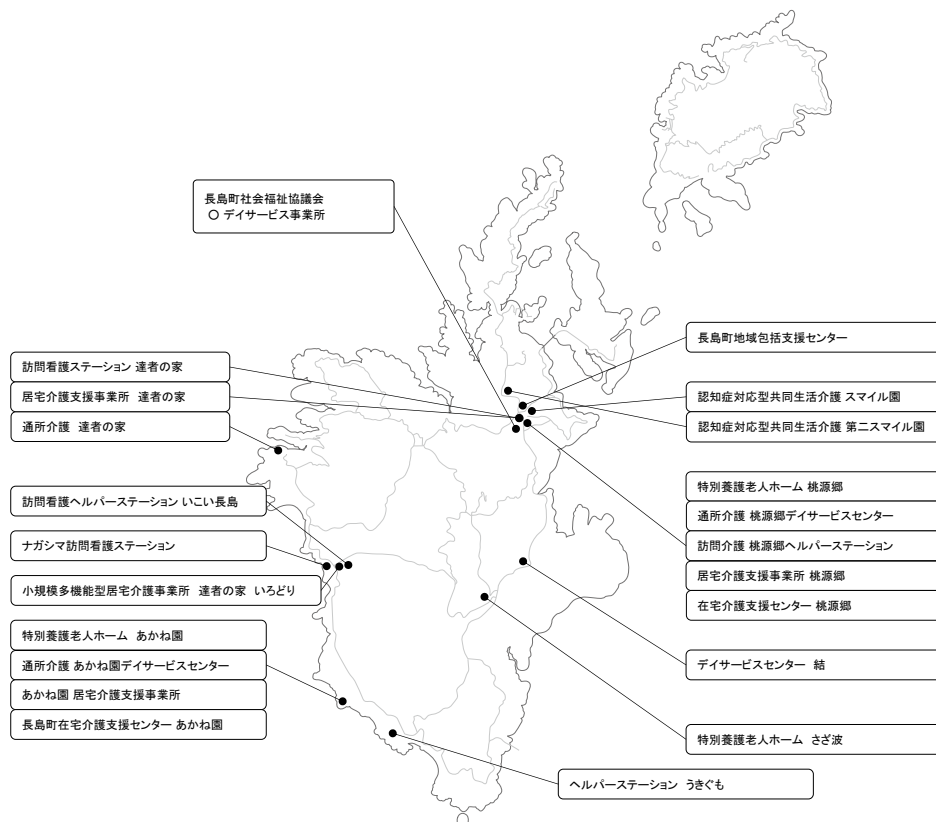 長島町社会福祉協議会
○ デイサービス事業所
訪問看護ステーション 達者の家
居宅介護支援事業所 達者の家
通所介護 達者の家
訪問看護ヘルパーステーション いこい長島
ナガシマ訪問看護ステーション
小規模多機能型居宅介護事業所 達者の家 いろどり
特別養護老人ホーム あかね園
通所介護 あかね園デイサービスセンター
あかね園 居宅介護支援事業所
長島町在宅介護支援センター あかね園
長島町地域包括支援センター
認知症対応型共同生活介護 スマイル園
認知症対応型共同生活介護 第二スマイル園
特別養護老人ホーム 桃源郷
通所介護 桃源郷デイサービスセンター
訪問介護 桃源郷ヘルパーステーション
居宅介護支援事業所 桃源郷
在宅介護支援センター 桃源郷
デイサービスセンター 結
特別養護老人ホーム さざ波
ヘルパーステーション うきぐも